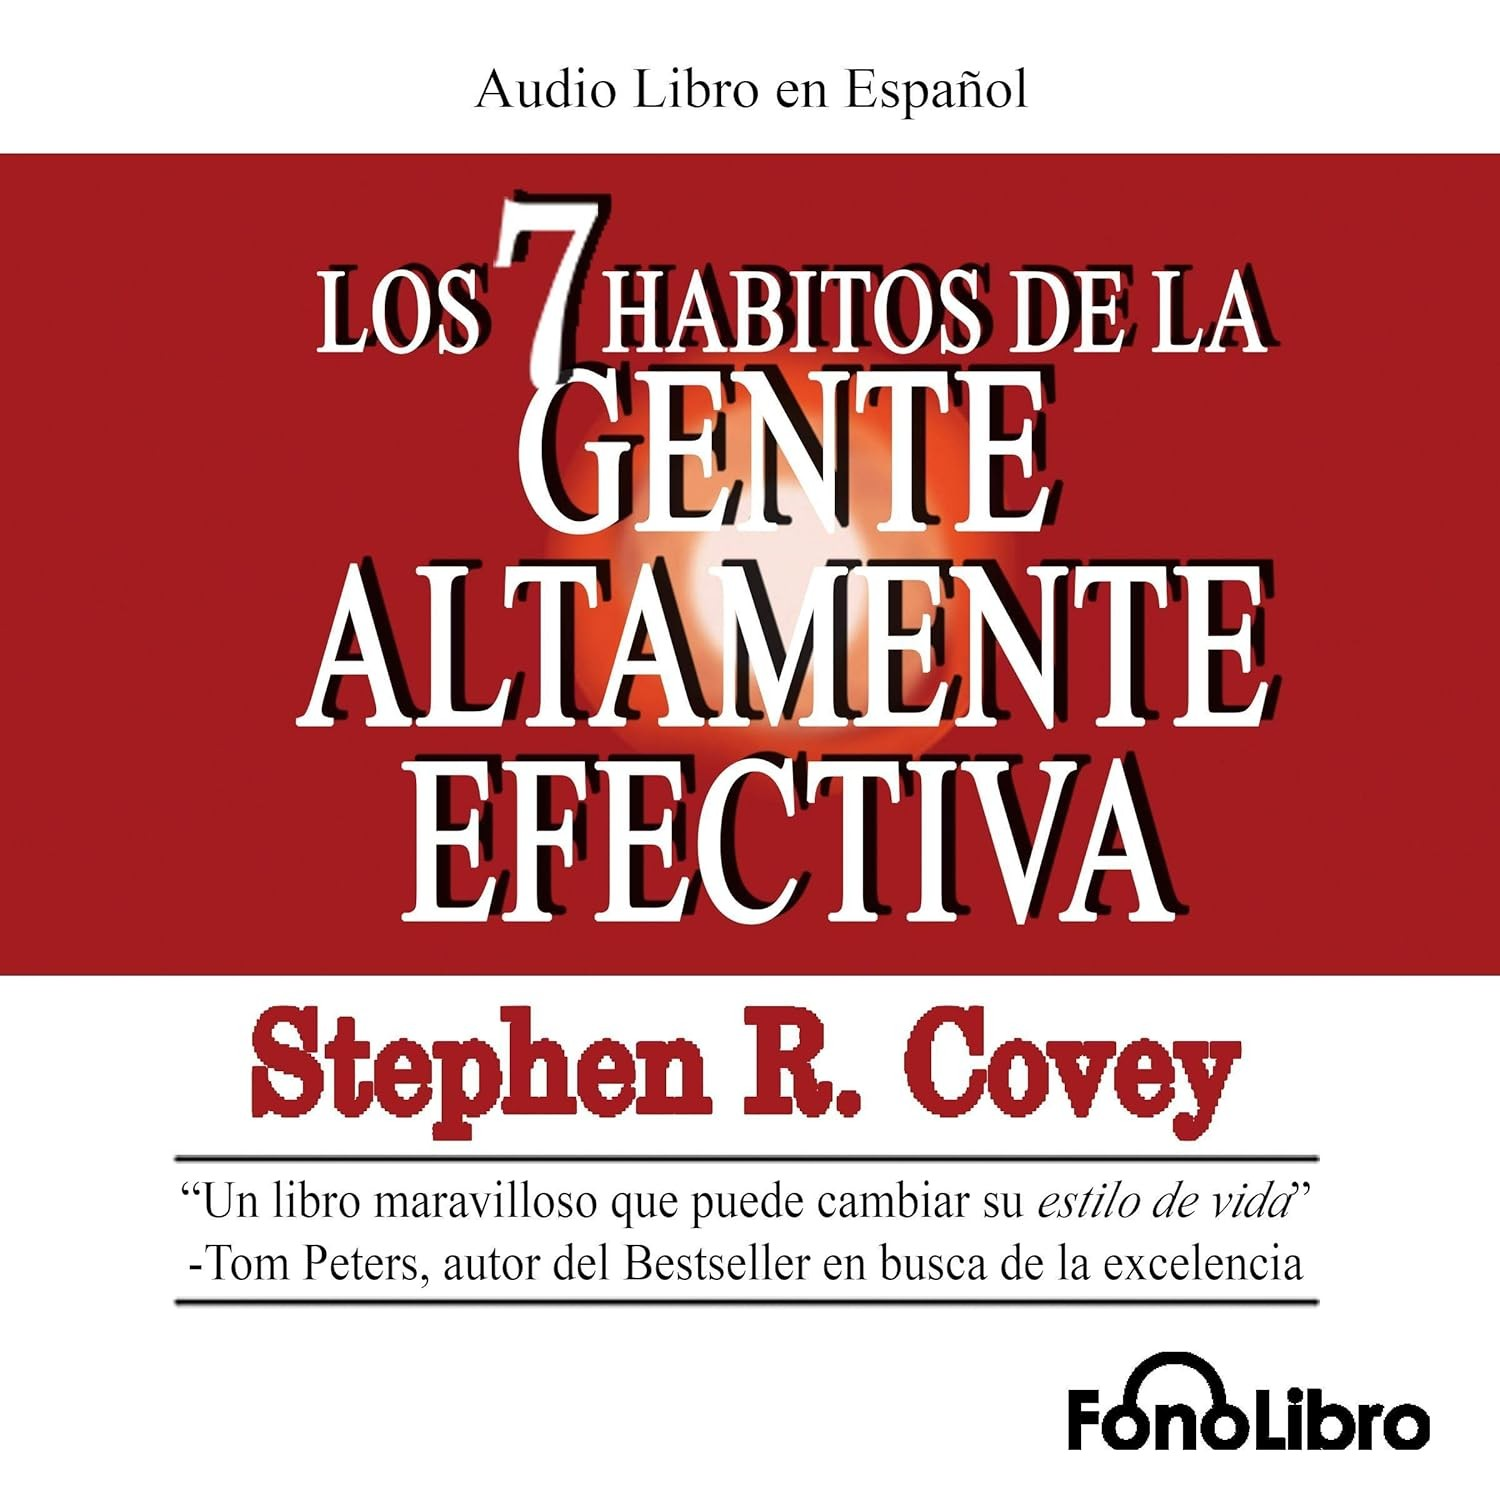 Audio Libro en Español
LOS 7 HABITOS DE LA
GENTE
ALTAMENTE
EFECTIVA
Stephen R. Covey
“Un libro maravilloso que puede cambiar su estilo de vida”
-Tom Peters, autor del Bestseller en busca de la excelencia
FonoLibro